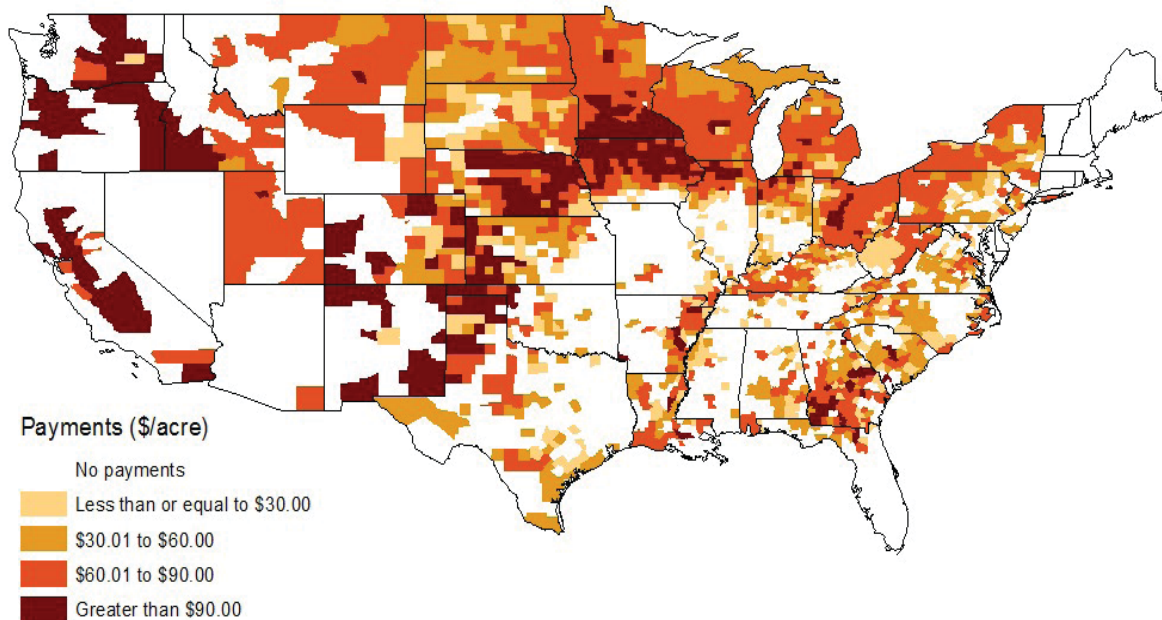 Payments ($/acre)
No payments
Less than or equal to $30.00
$30.01 to $60.00
$60.01 to $90.00
Greater than $90.00